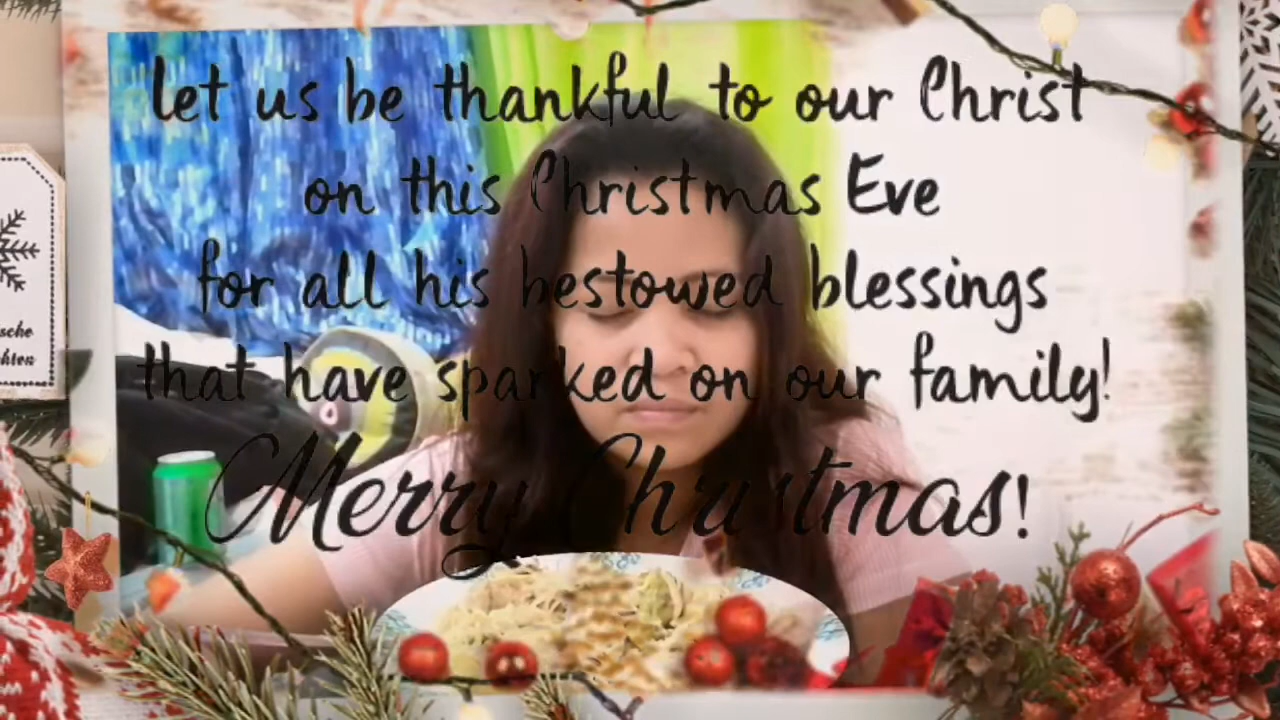 Let us be thankful to our Christ
on this Christmas Eve
for all his bestowed blessings
that have sparked on our family!
Merry Christmas!